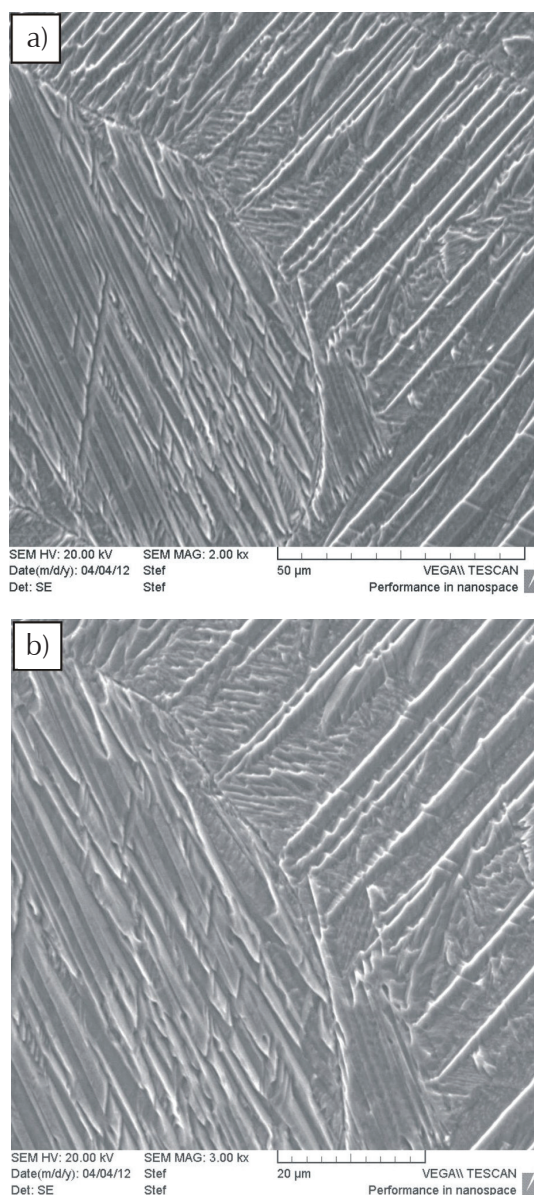 a)
SEM HV: 20.00 kV SEM MAG: 2.00 kx
Date(m/d/y): 04/04/12 Stef 50 µm VEGA\\ TESCAN
Det: SE Stef Performance in nanospace
b)
SEM HV: 20.00 kV SEM MAG: 3.00 kx
Date(m/d/y): 04/04/12 Stef 20 µm VEGA\\ TESCAN
Det: SE Stef Performance in nanospace